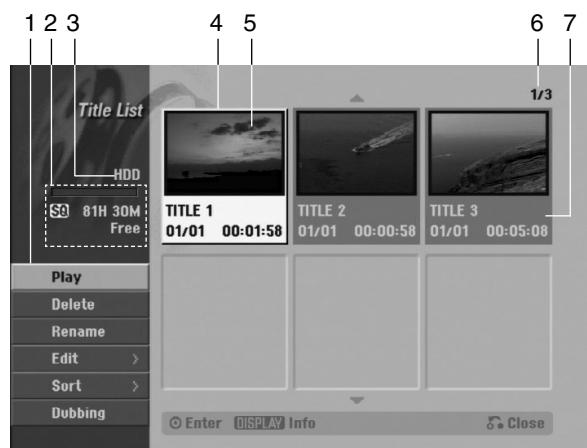 1 2 3 4 5 6 7
1/3
Title List
HDD
SQ 81H 30M
Free
TITLE 1
01/01 00:01:58
TITLE 2
01/01 00:00:58
TITLE 3
01/01 00:05:08
Play
Delete
Rename
Edit >
Sort >
Dubbing
Enter DISPLAY Info
Close